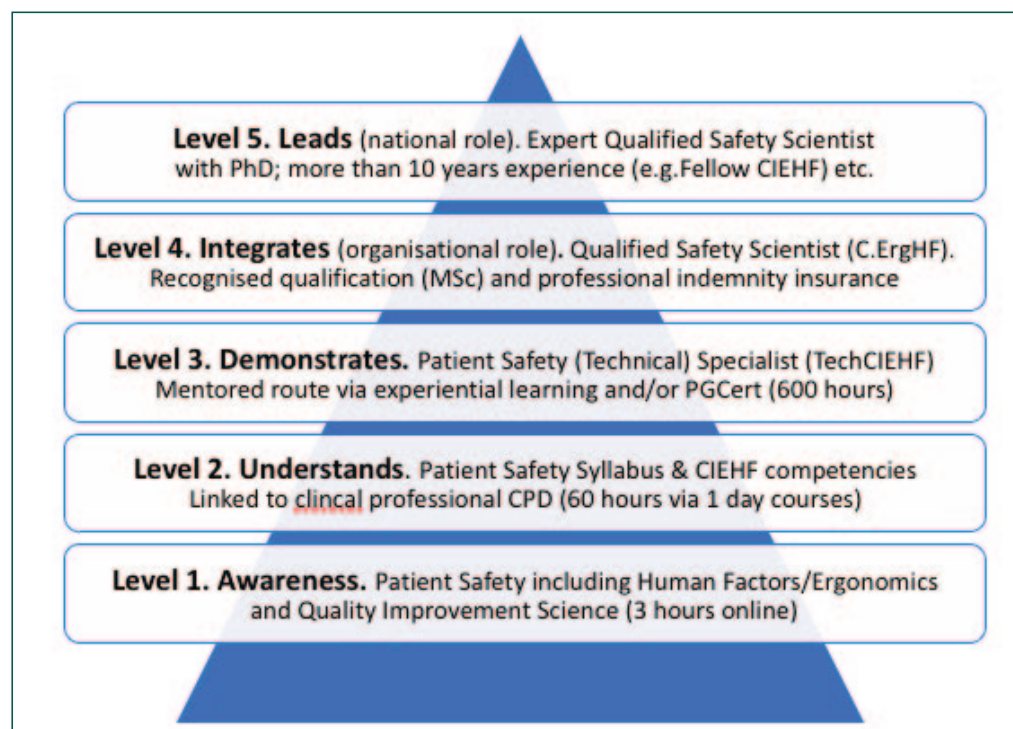 Level 5. Leads (national role). Expert Qualified Safety Scientist
with PhD; more than 10 years experience (e.g.Fellow CIEHF) etc.
Level 4. Integrates (organisational role). Qualified Safety Scientist (C.ErgHF).
Recognised qualification (MSc) and professional indemnity insurance
Level 3. Demonstrates. Patient Safety (Technical) Specialist (TechCIEHF)
Mentored route via experiential learning and/or PGCert (600 hours)
Level 2. Understands. Patient Safety Syllabus & CIEHF competencies
Linked to clincal professional CPD (60 hours via 1 day courses)
Level 1. Awareness. Patient Safety including Human Factors/Ergonomics
and Quality Improvement Science (3 hours online)